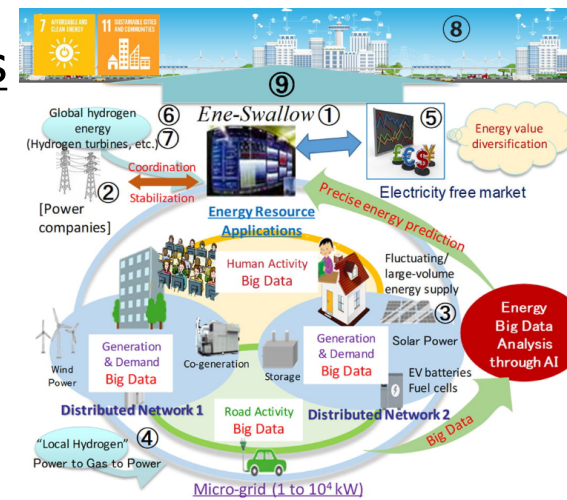 7 AFFORDABLE AND CLEAN ENERGY
11 SUSTAINABLE CITIES AND COMMUNITIES
⑧
S
⑨
Global hydrogen energy
(Hydrogen turbines, etc.)
⑥
⑦
Ene-Swallow ①
⑤
Energy value
diversification
②
Coordination
Stabilization
[Power
companies]
Electricity free market
Energy Resource
Applications
Precise energy prediction
Human Activity
Big Data
Fluctuating/
large-volume
energy supply
③
Solar Power
Energy
Big Data
Analysis
through AI
Wind
Power
Generation
& Demand
Big Data
Co-generation
Storage
Generation
& Demand
Big Data
EV batteries
Fuel cells
Distributed Network 1
Distributed Network 2
Road Activity
Big Data
Big Data
"Local Hydrogen" ④
Power to Gas to Power
Micro-grid (1 to 10⁴ kW)